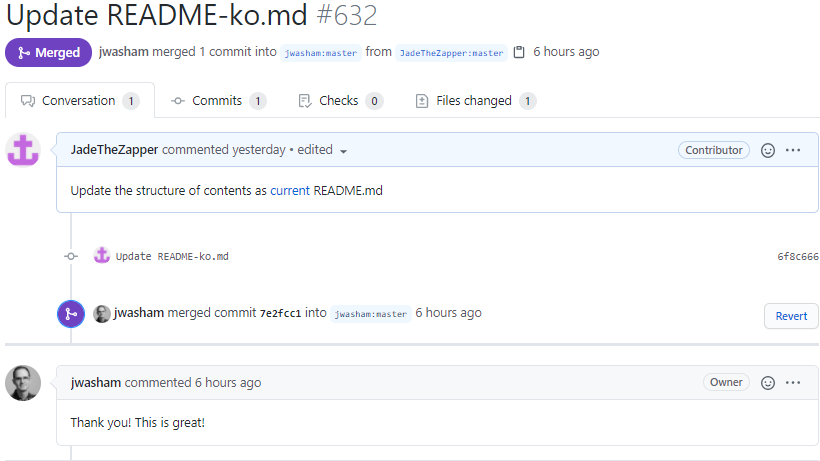 Update README-ko.md #632
Merged jwasham merged 1 commit into jwasham:master from JadeTheZapper:master 6 hours ago
Conversation 1 Commits 1 Checks 0 Files changed 1
JadeTheZapper commented yesterday • edited Contributor
Update the structure of contents as current README.md
Update README-ko.md 6f8c666
jwasham merged commit 7e2fcc1 into jwasham:master 6 hours ago Revert
jwasham commented 6 hours ago Owner
Thank you! This is great!